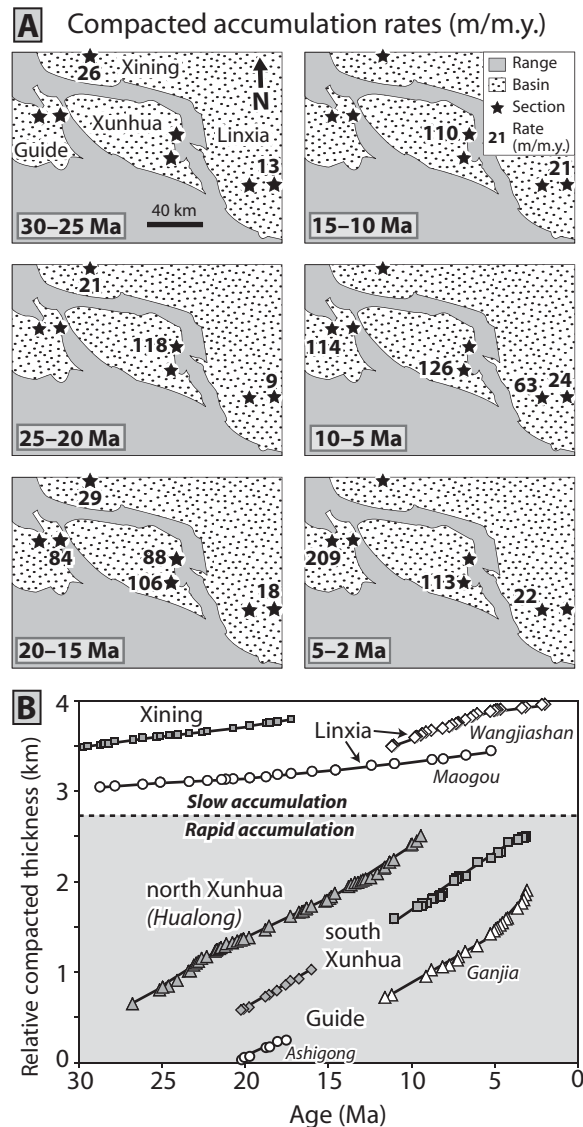 A Compacted accumulation rates (m/m.y.)
26
Xining
N
Xunhua
Linxia
Guide
13
30–25 Ma
40 km
Range
Basin
Section
21 Rate
(m/m.y.)
110
21
15–10 Ma
21
118
9
25–20 Ma
114
126
63
24
10–5 Ma
29
84
88
106
18
20–15 Ma
209
113
22
5–2 Ma
B
Relative compacted thickness (km)
4
3
2
1
0
Xining
Linxia
Wangjiashan
Maogou
Slow accumulation
Rapid accumulation
north Xunhua
(Hualong)
south
Xunhua
Ganjia
Guide
Ashigong
30 25 20 15 10 5 0
Age (Ma)